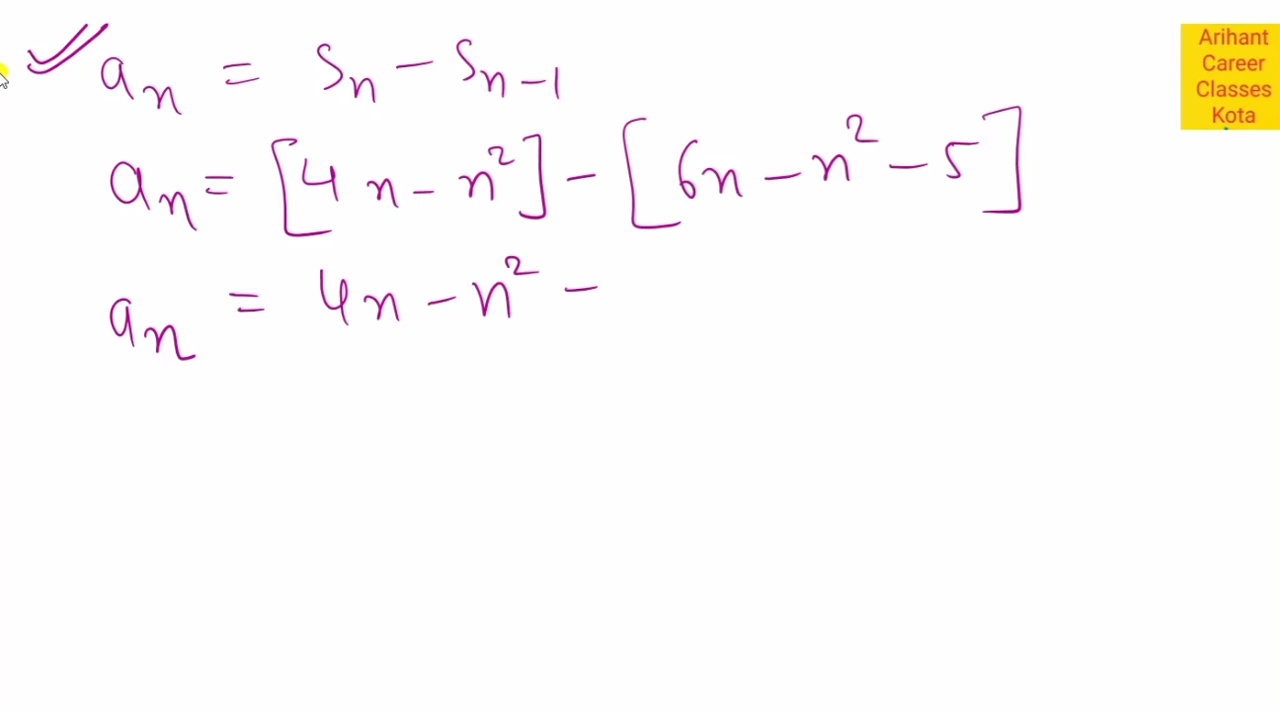 aₙ = Sₙ – Sₙ₋₁
aₙ = [4n – n²] – [6n – n² – 5]
aₙ = 4n – n² –
Arihant
Career
Classes
Kota